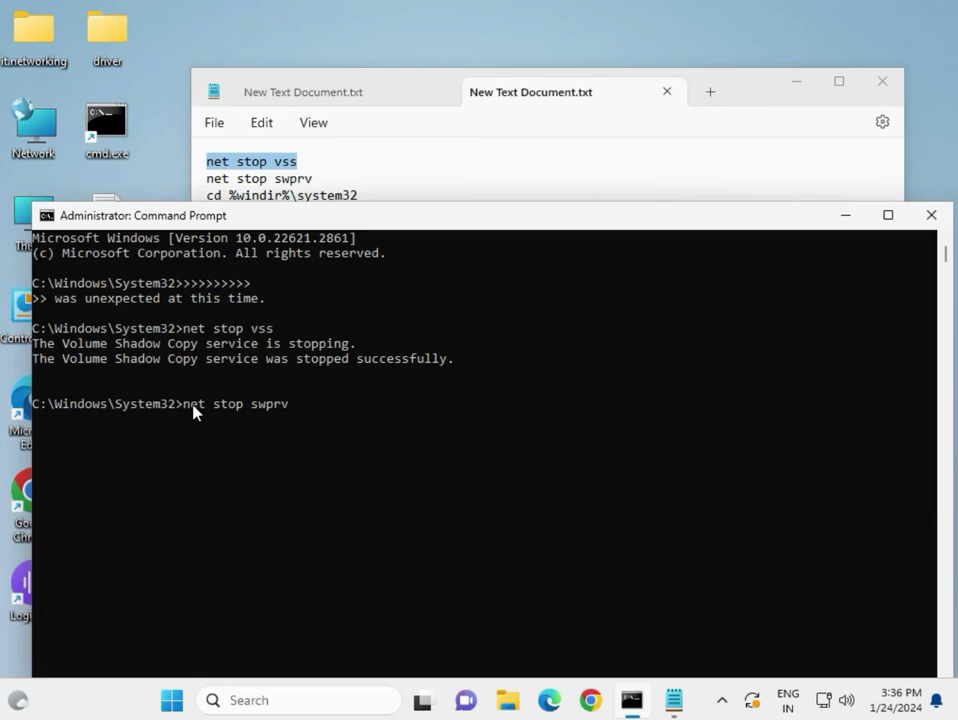 it.networking
driver
Network
cmd.exe
New Text Document.txt
New Text Document.txt
File
Edit
View
net stop vss
net stop swprv
cd %windir%\system32
Administrator: Command Prompt
Microsoft Windows [Version 10.0.22621.2861]
(c) Microsoft Corporation. All rights reserved.
C:\Windows\System32>>>>>>>>>>
>> was unexpected at this time.
C:\Windows\System32>net stop vss
The Volume Shadow Copy service is stopping.
The Volume Shadow Copy service was stopped successfully.
C:\Windows\System32>net stop swprv
Search
ENG
IN
3:36 PM
1/24/2024